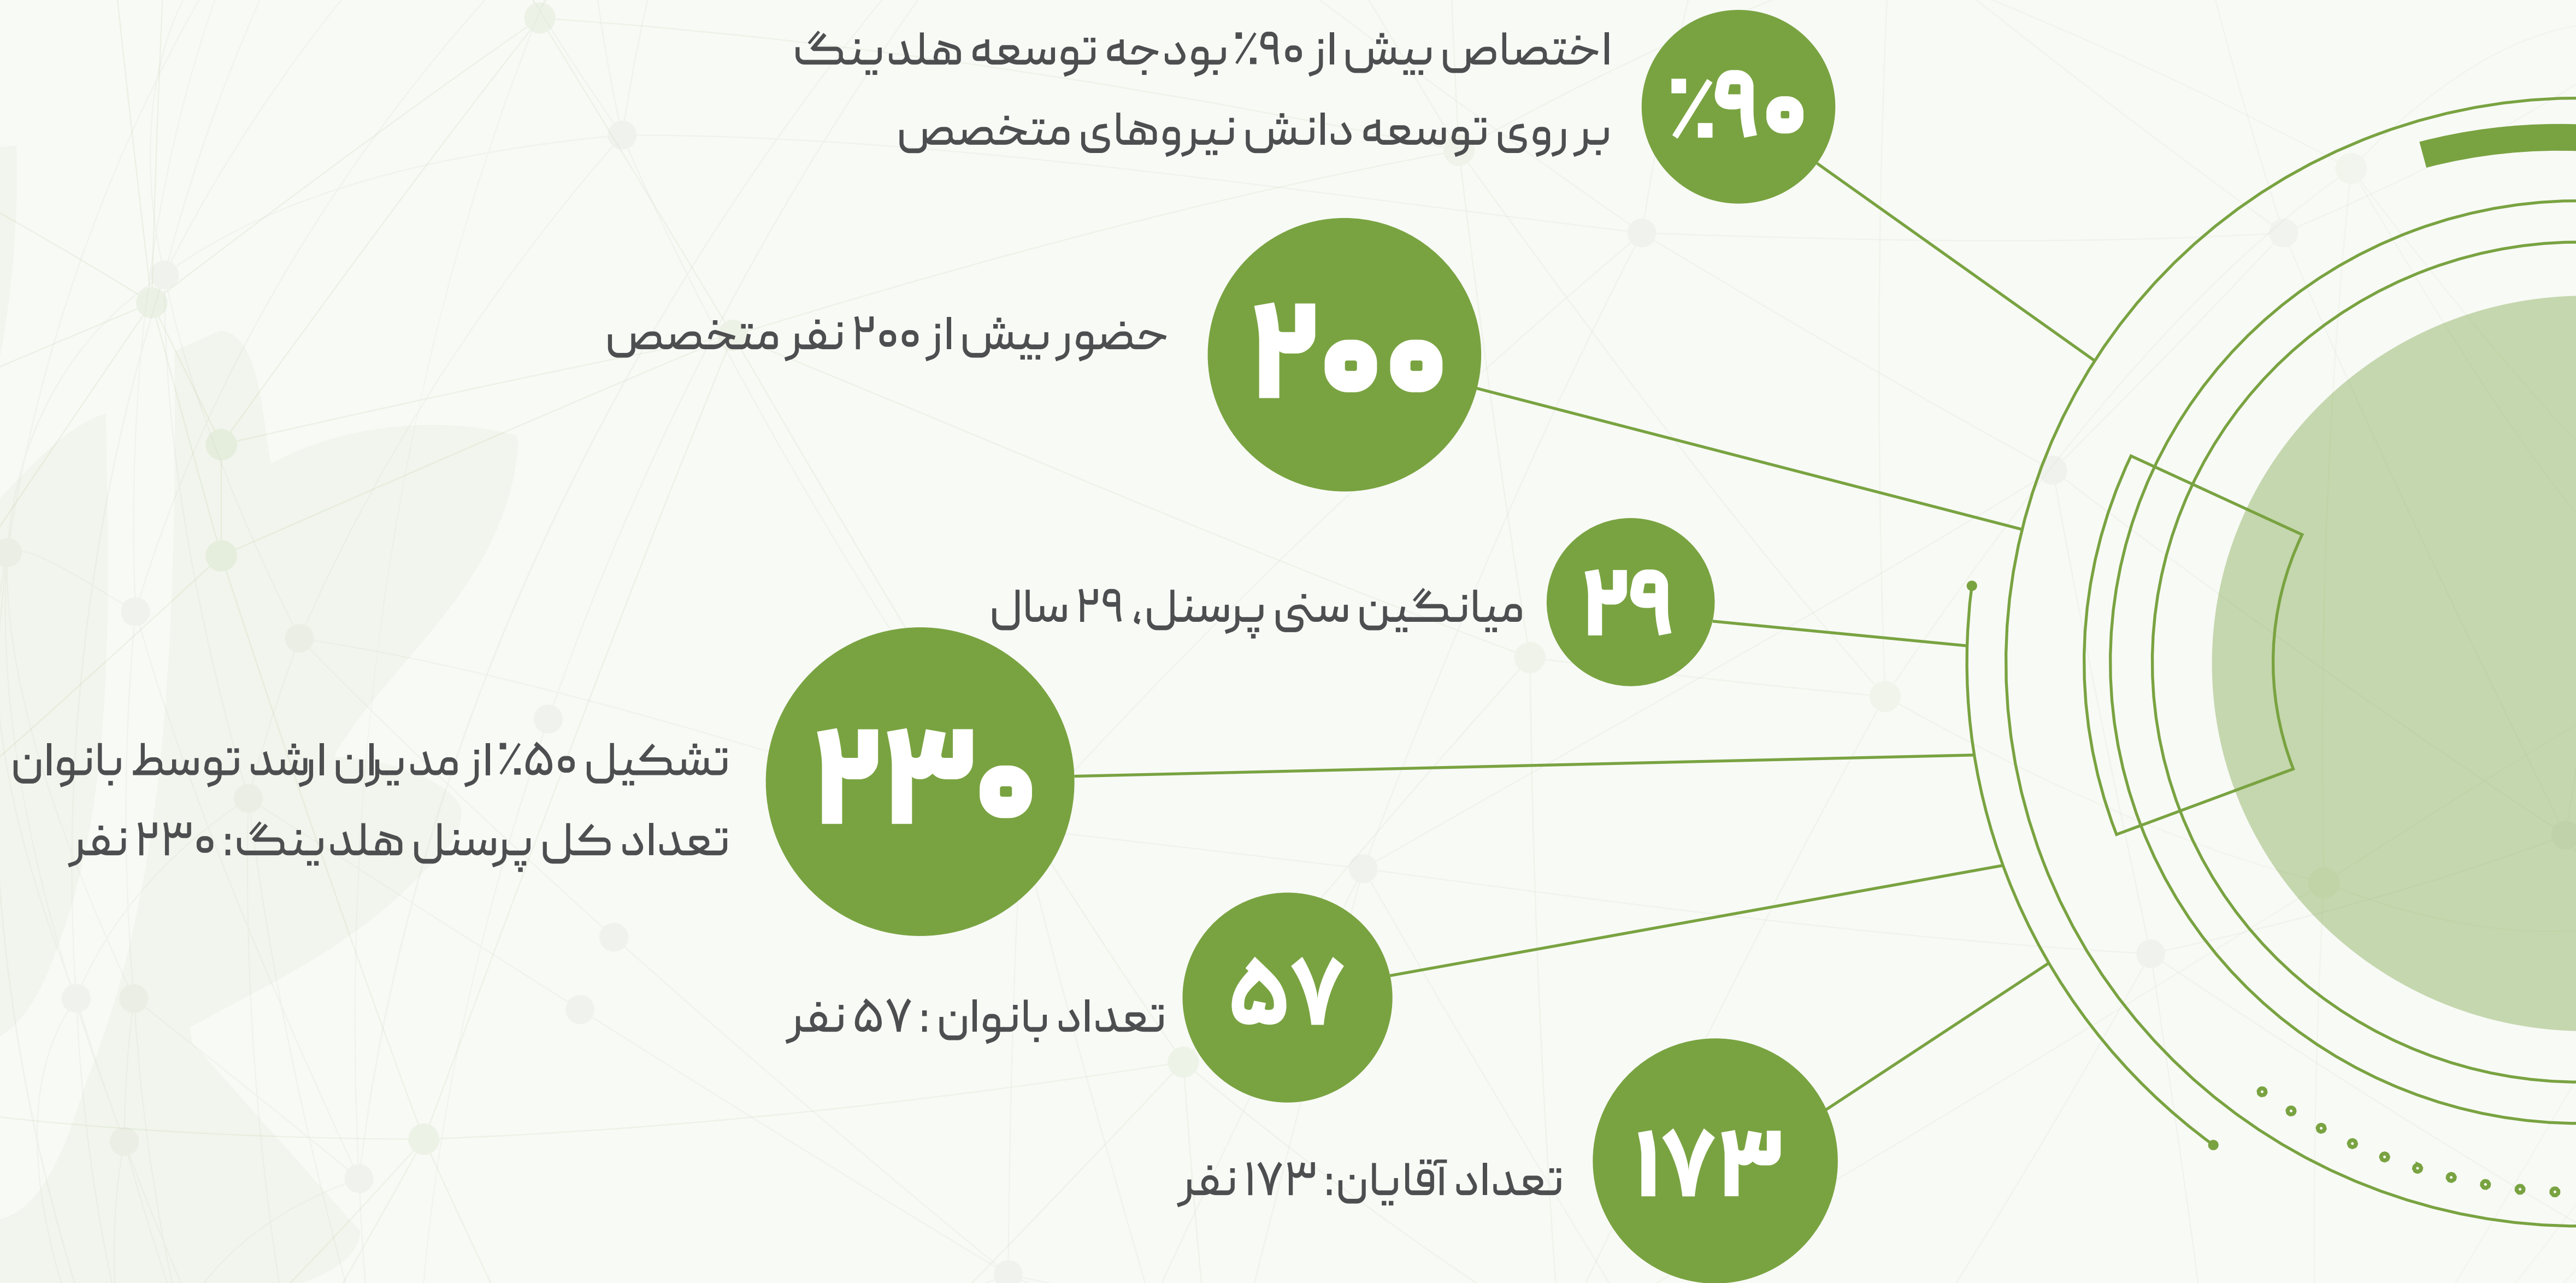 ٪۹۰
اختصاص بیش از ۹۰٪ بودجه توسعه هلدینگ
بر روی توسعه دانش نیروهای متخصص
۲۰۰
حضور بیش از ۲۰۰ نفر متخصص
۲۹
میانگین سنی پرسنل، ۲۹ سال
۲۳۰
تشکیل ۵۰٪ از مدیران ارشد توسط بانوان
تعداد کل پرسنل هلدینگ: ۲۳۰ نفر
۵۷
تعداد بانوان : ۵۷ نفر
۱۷۳
تعداد آقایان: ۱۷۳ نفر